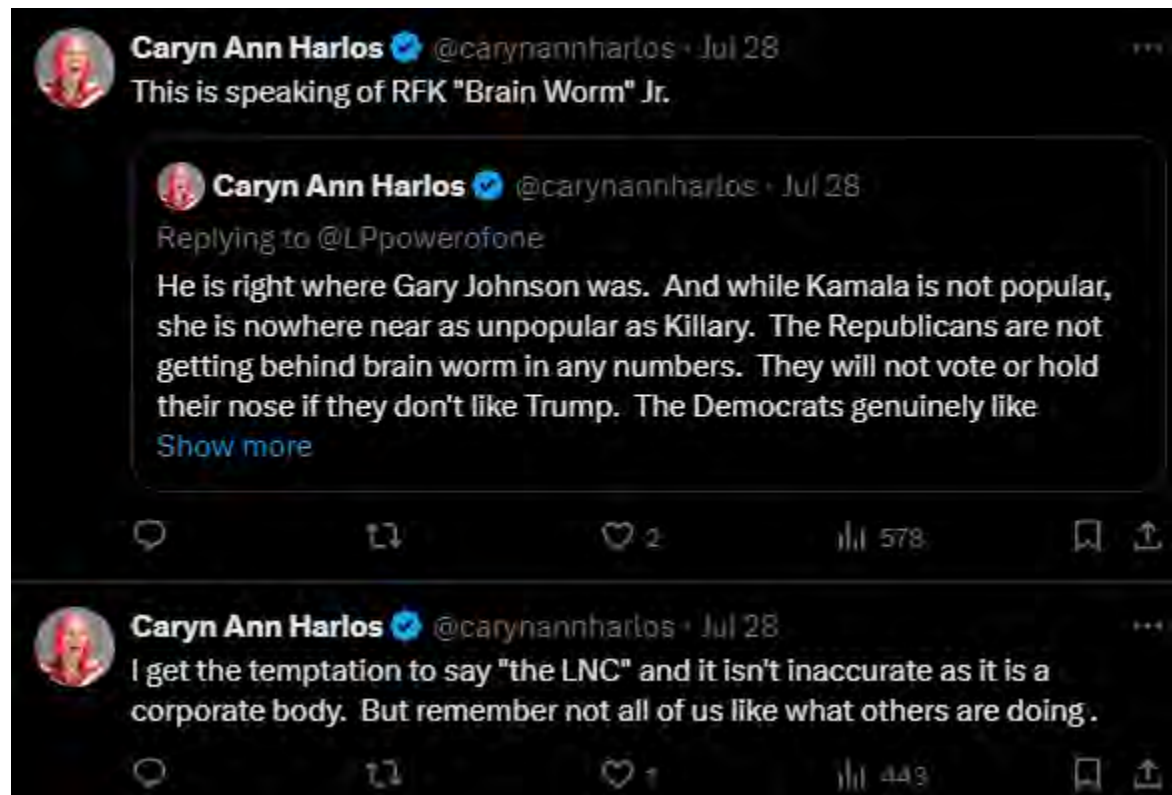 Caryn Ann Harlos @carynannharlos · Jul 28
This is speaking of RFK "Brain Worm" Jr.
Caryn Ann Harlos @carynannharlos · Jul 28
Replying to @LPpowerofone
He is right where Gary Johnson was. And while Kamala is not popular,
she is nowhere near as unpopular as Killary. The Republicans are not
getting behind brain worm in any numbers. They will not vote or hold
their nose if they don't like Trump. The Democrats genuinely like
Show more
2 578
Caryn Ann Harlos @carynannharlos · Jul 28
I get the temptation to say "the LNC" and it isn't inaccurate as it is a
corporate body. But remember not all of us like what others are doing.
1 443